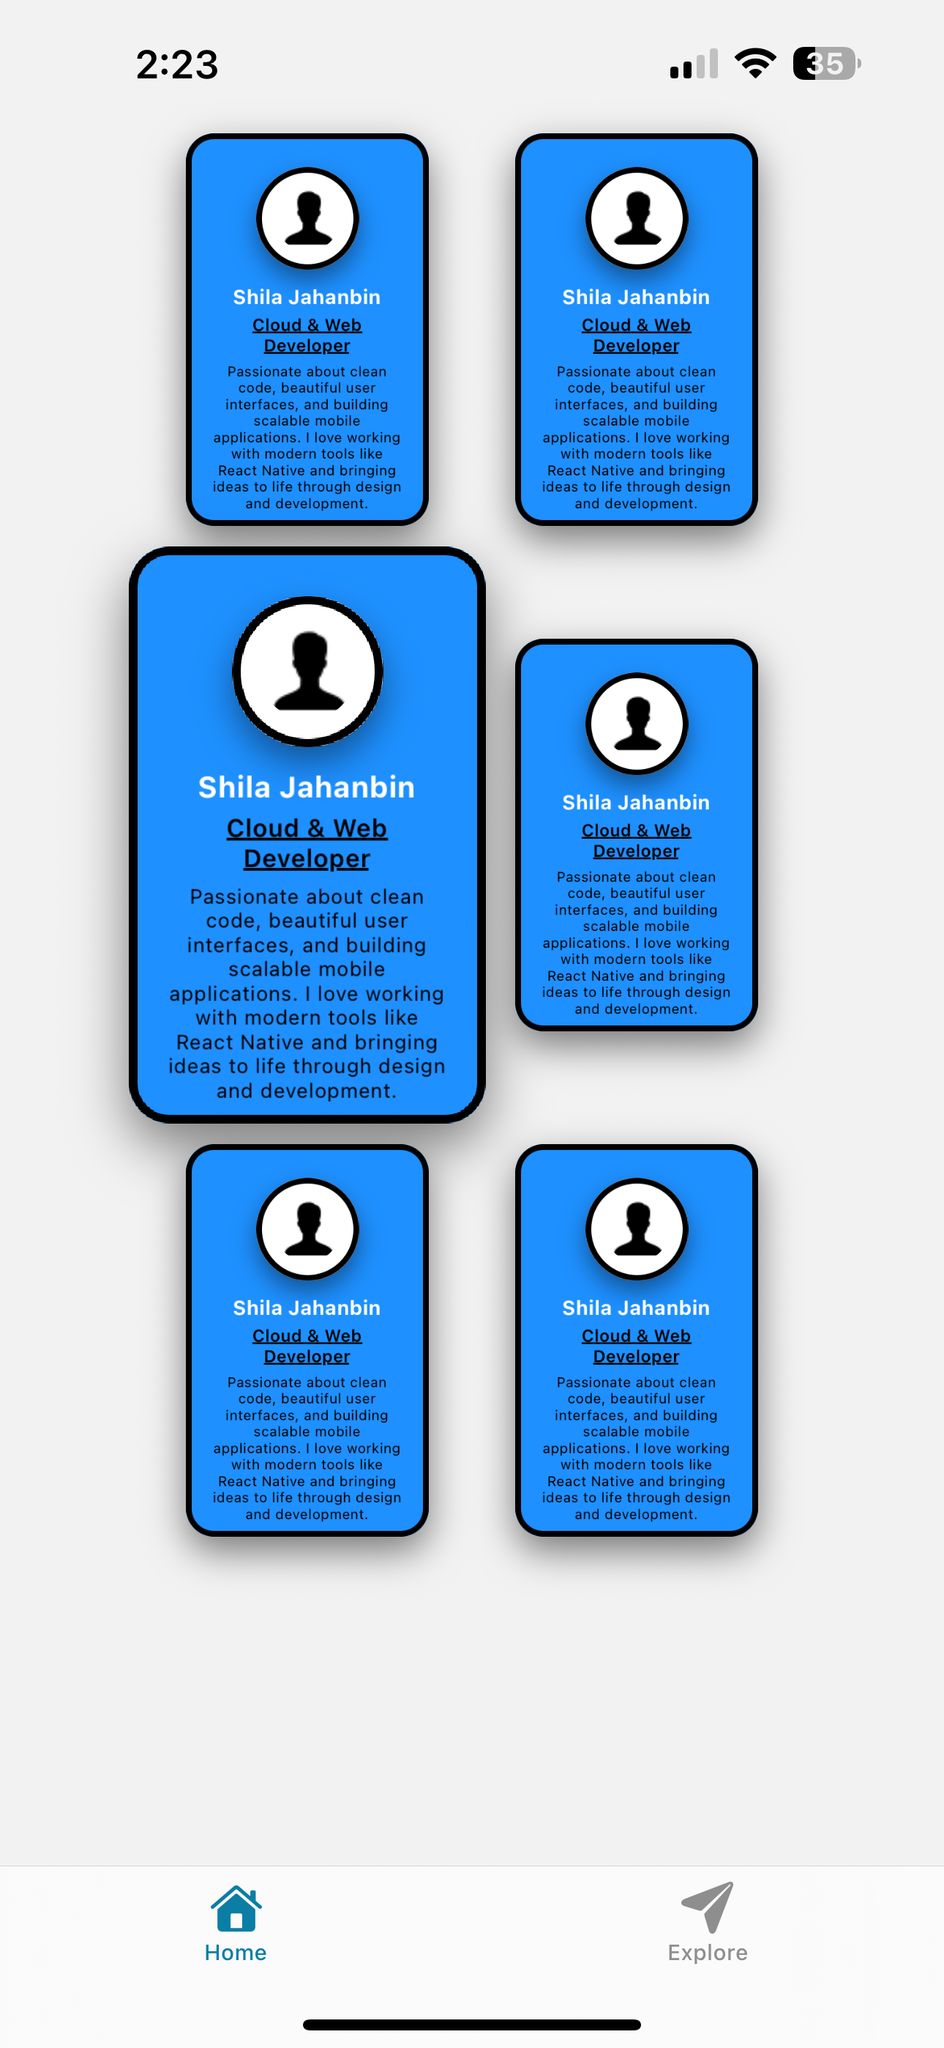 2:23
35
Shila Jahanbin
Cloud & Web
Developer
Passionate about clean
code, beautiful user
interfaces, and building
scalable mobile
applications. I love working
with modern tools like
React Native and bringing
ideas to life through design
and development.
Shila Jahanbin
Cloud & Web
Developer
Passionate about clean
code, beautiful user
interfaces, and building
scalable mobile
applications. I love working
with modern tools like
React Native and bringing
ideas to life through design
and development.
Shila Jahanbin
Cloud & Web
Developer
Passionate about clean
code, beautiful user
interfaces, and building
scalable mobile
applications. I love working
with modern tools like
React Native and bringing
ideas to life through design
and development.
Shila Jahanbin
Cloud & Web
Developer
Passionate about clean
code, beautiful user
interfaces, and building
scalable mobile
applications. I love working
with modern tools like
React Native and bringing
ideas to life through design
and development.
Shila Jahanbin
Cloud & Web
Developer
Passionate about clean
code, beautiful user
interfaces, and building
scalable mobile
applications. I love working
with modern tools like
React Native and bringing
ideas to life through design
and development.
Shila Jahanbin
Cloud & Web
Developer
Passionate about clean
code, beautiful user
interfaces, and building
scalable mobile
applications. I love working
with modern tools like
React Native and bringing
ideas to life through design
and development.
Home
Explore